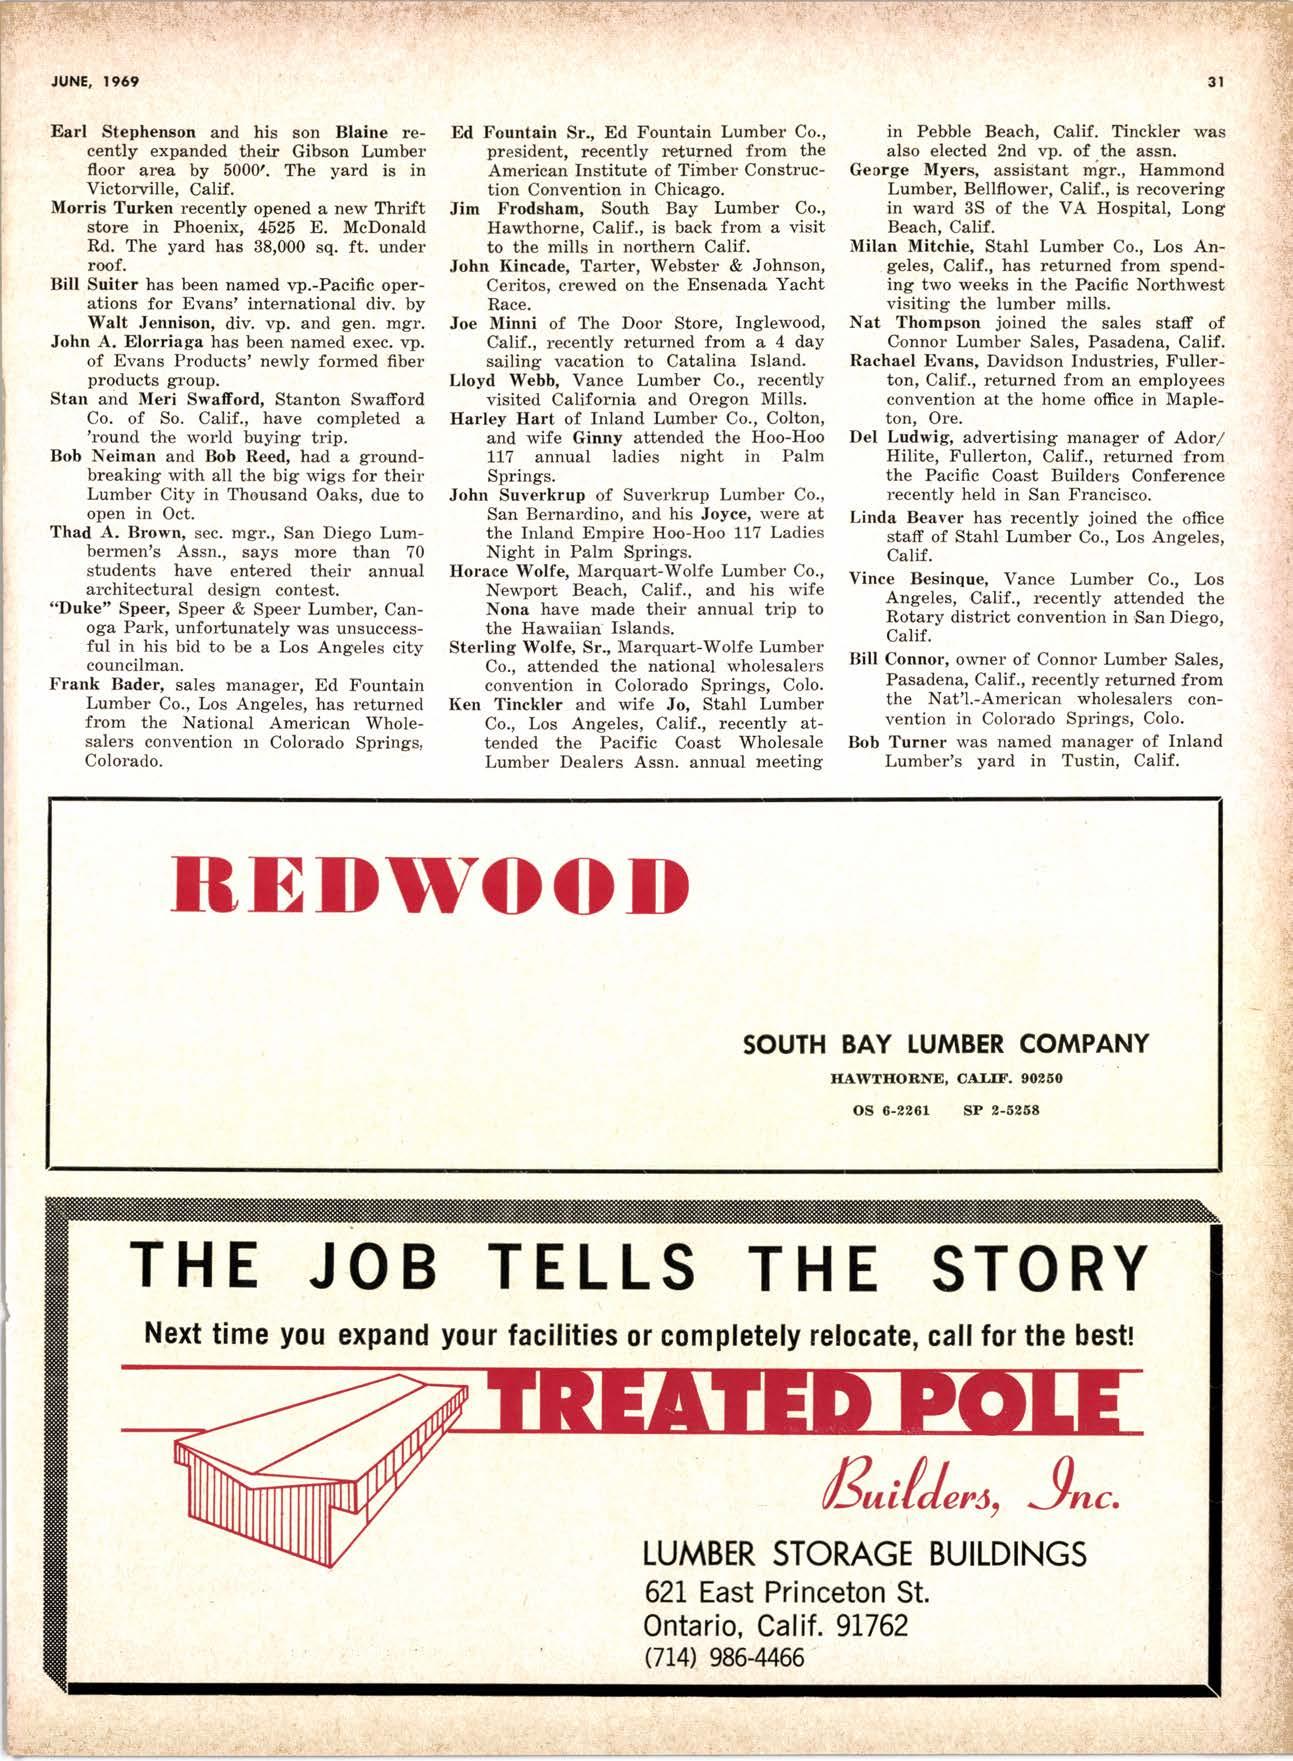 JUNE, 1969
31
Earl Stephenson and his son Blaine re-
cently expanded their Gibson Lumber
floor area by 5000'. The yard is in
Victorville, Calif.
Morris Turken recently opened a new Thrift
store in Phoenix, 4525 E. McDonald
Rd. The yard has 38,000 sq. ft. under
roof.
Bill Suiter has been named vp.-Pacific oper-
ations for Evans' international div. by
Walt Jennison, div. vp. and gen. mgr.
John A. Elorriaga has been named exec. vp.
of Evans Products' newly formed fiber
products group.
Stan and Meri Swafford, Stanton Swafford
Co. of So. Calif., have completed a
'round the world buying trip.
Bob Neiman and Bob Reed, had a ground-
breaking with all the big wigs for their
Lumber City in Thousand Oaks, due to
open in Oct.
Thad A. Brown, sec. mgr., San Diego Lum-
bermen's Assn., says more than 70
students have entered their annual
architectural design contest.
"Duke" Speer, Speer & Speer Lumber, Can-
oga Park, unfortunately was unsuccess-
ful in his bid to be a Los Angeles city
councilman.
Frank Bader, sales manager, Ed Fountain
Lumber Co., Los Angeles, has returned
from the National American Whole-
salers convention in Colorado Springs,
Colorado.
Ed Fountain Sr., Ed Fountain Lumber Co.,
president, recently returned from the
American Institute of Timber Construc-
tion Convention in Chicago.
Jim Frodsham, South Bay Lumber Co.,
Hawthorne, Calif., is back from a visit
to the mills in northern Calif.
John Kincade, Tarter, Webster & Johnson,
Ceritos, crewed on the Ensenada Yacht
Race.
Joe Minni of The Door Store, Inglewood,
Calif., recently returned from a 4 day
sailing vacation to Catalina Island.
Lloyd Webb, Vance Lumber Co., recently
visited California and Oregon Mills.
Harley Hart of Inland Lumber Co., Colton,
and wife Ginny attended the Hoo-Hoo
117 annual ladies night in Palm
Springs.
John Suverkrup of Suverkrup Lumber Co.,
San Bernardino, and his Joyce, were at
the Inland Empire Hoo-Hoo 117 Ladies
Night in Palm Springs.
Horace Wolfe, Marquart-Wolfe Lumber Co.,
Newport Beach, Calif., and his wife
Nona have made their annual trip to
the Hawaiian Islands.
Sterling Wolfe, Sr., Marquart-Wolfe Lumber
Co., attended the national wholesalers
convention in Colorado Springs, Colo.
Ken Tinckler and wife Jo, Stahl Lumber
Co., Los Angeles, Calif., recently at-
tended the Pacific Coast Wholesale
Lumber Dealers Assn. annual meeting
in Pebble Beach, Calif. Tinckler was
also elected 2nd vp. of the assn.
George Myers, assistant mgr., Hammond
Lumber, Bellflower, Calif., is recovering
in ward 3S of the VA Hospital, Long
Beach, Calif.
Milan Mitchie, Stahl Lumber Co., Los An-
geles, Calif., has returned from spend-
ing two weeks in the Pacific Northwest
visiting the lumber mills.
Nat Thompson joined the sales staff of
Connor Lumber Sales, Pasadena, Calif.
Rachael Evans, Davidson Industries, Fuller-
ton, Calif., returned from an employees
convention at the home office in Maple-
ton, Ore.
Del Ludwig, advertising manager of Ador/
Hilite, Fullerton, Calif., returned from
the Pacific Coast Builders Conference
recently held in San Francisco.
Linda Beaver has recently joined the office
staff of Stahl Lumber Co., Los Angeles,
Calif.
Vince Besinque, Vance Lumber Co., Los
Angeles, Calif., recently attended the
Rotary district convention in San Diego,
Calif.
Bill Connor, owner of Connor Lumber Sales,
Pasadena, Calif., recently returned from
the Nat'l.-American wholesalers con-
vention in Colorado Springs, Colo.
Bob Turner was named manager of Inland
Lumber's yard in Tustin, Calif.
REDWOOD
SOUTH BAY LUMBER COMPANY
HAWTHORNE, CALIF. 90250
OS 6-2261 SP 2-5258
THE JOB TELLS THE STORY
Next time you expand your facilities or completely relocate, call for the best!
TREATED POLE
Builders, Inc.
LUMBER STORAGE BUILDINGS
621 East Princeton St.
Ontario, Calif. 91762
(714) 986-4466